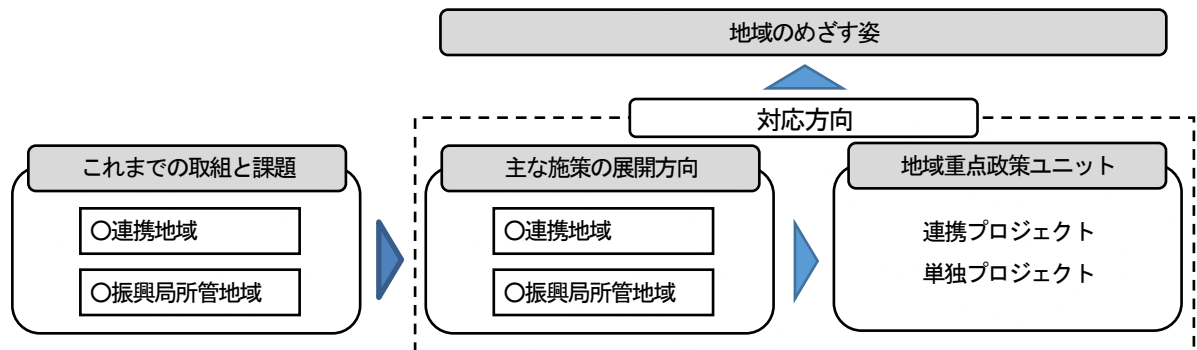 地域のめざす姿
対応方向
これまでの取組と課題
〇連携地域
〇振興局所管地域
主な施策の展開方向
〇連携地域
〇振興局所管地域
地域重点政策ユニット
連携プロジェクト
単独プロジェクト